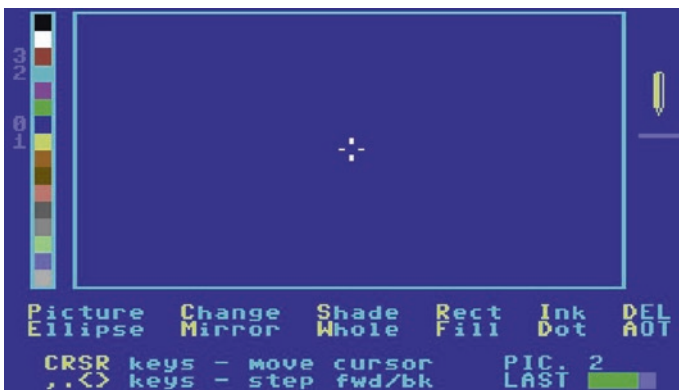 3
2
0
1
Picture Change Shade Rect Ink DEL
Ellipse Mirror Whole Fill Dot AOT
CRSR keys - move cursor PIC. 2
,.<> keys - step fwd/bk LAST